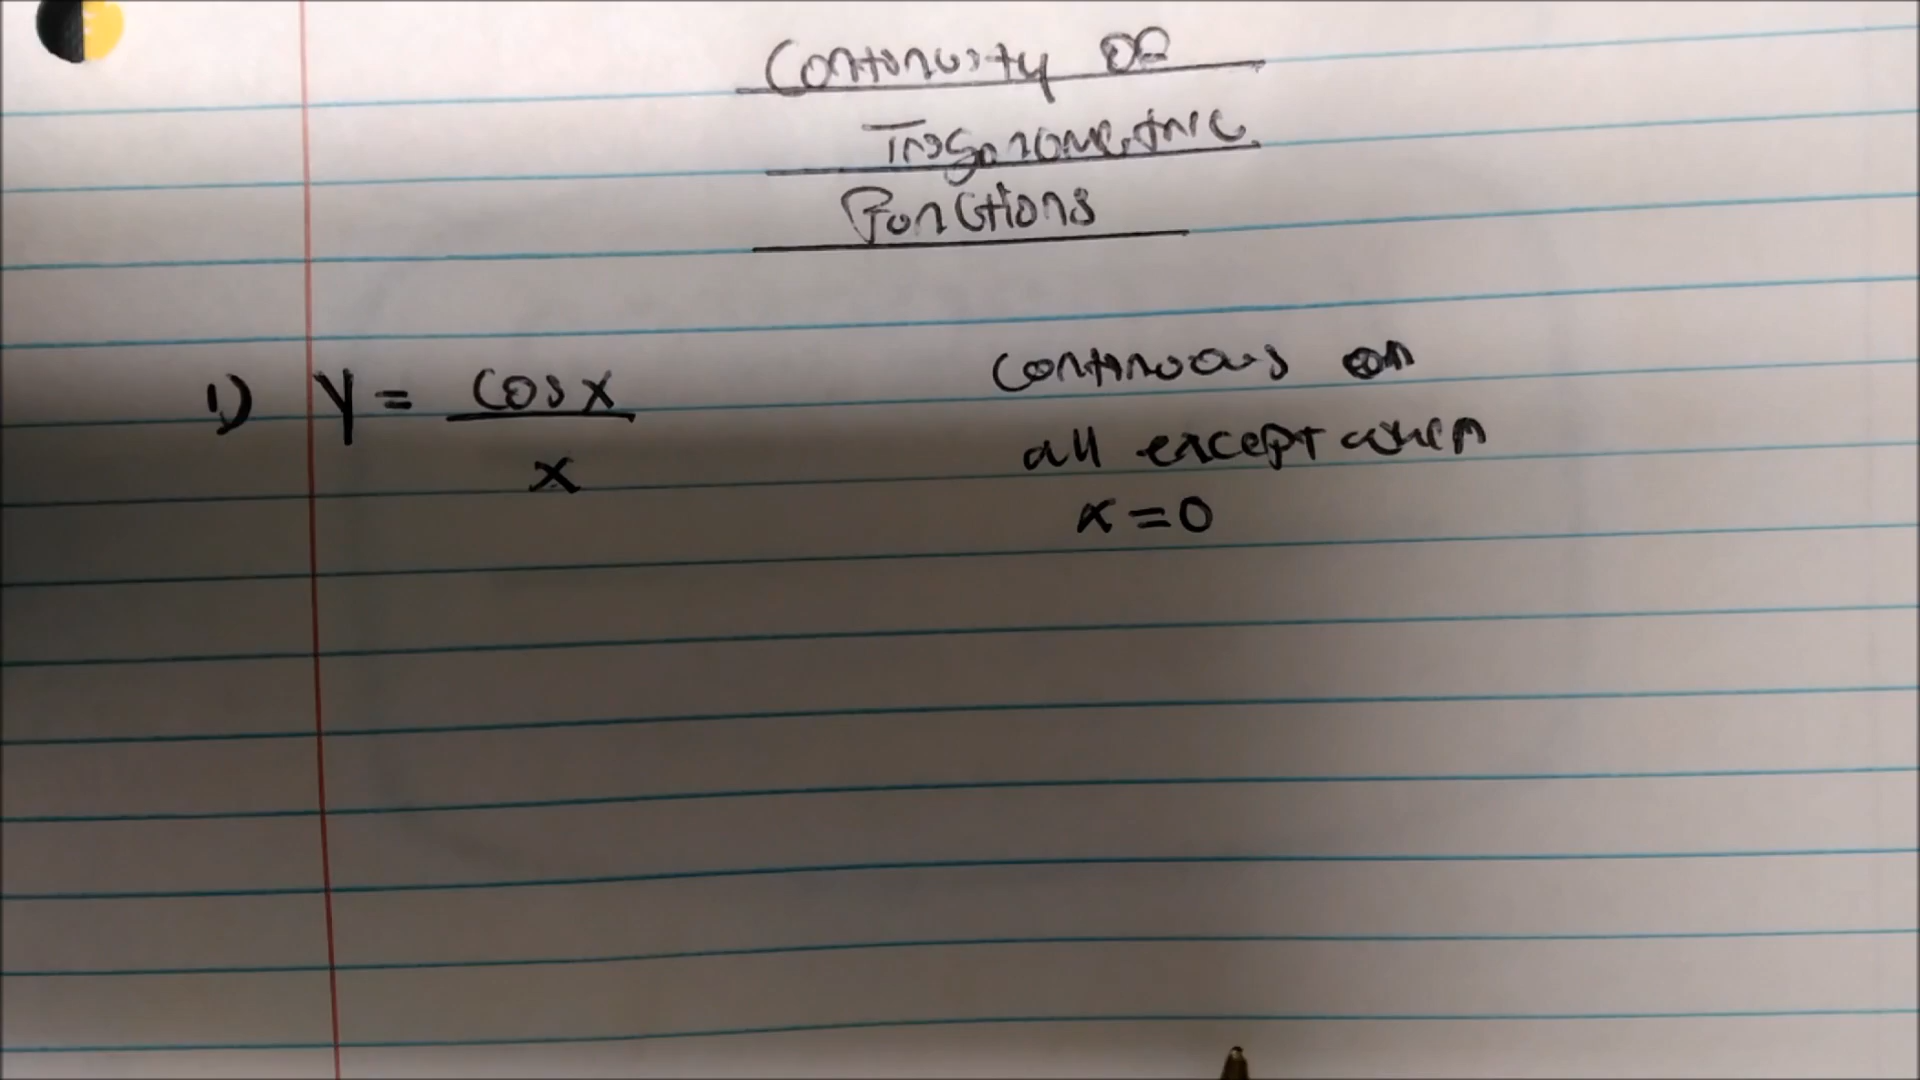 Continuity of
Trigonometric
Functions
1) y = cos x / x
continuous on
all except when
x = 0